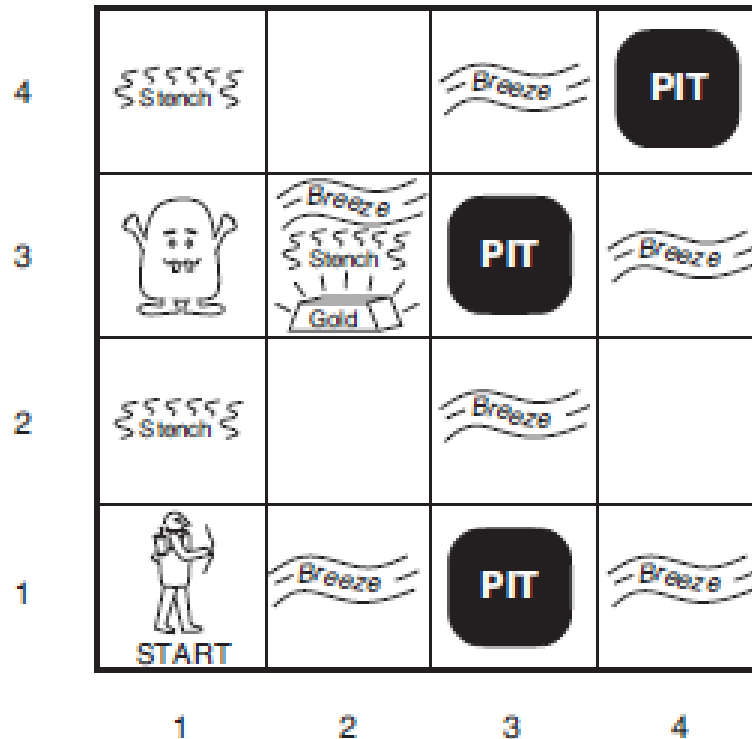 4
Stench
Breeze
PIT
3
Breeze
Stench
Gold
PIT
Breeze
2
Stench
Breeze
1
START
Breeze
PIT
Breeze
1 2 3 4